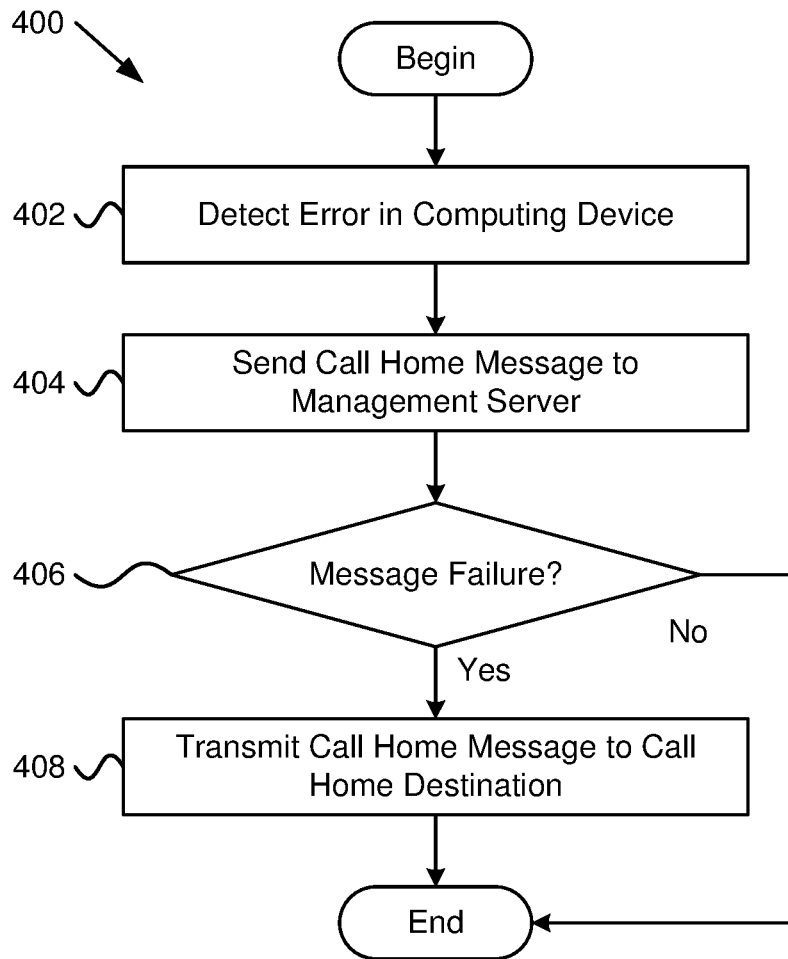 400
Begin
402
Detect Error in Computing Device
404
Send Call Home Message to
Management Server
406
Message Failure?
No
Yes
408
Transmit Call Home Message to Call
Home Destination
End